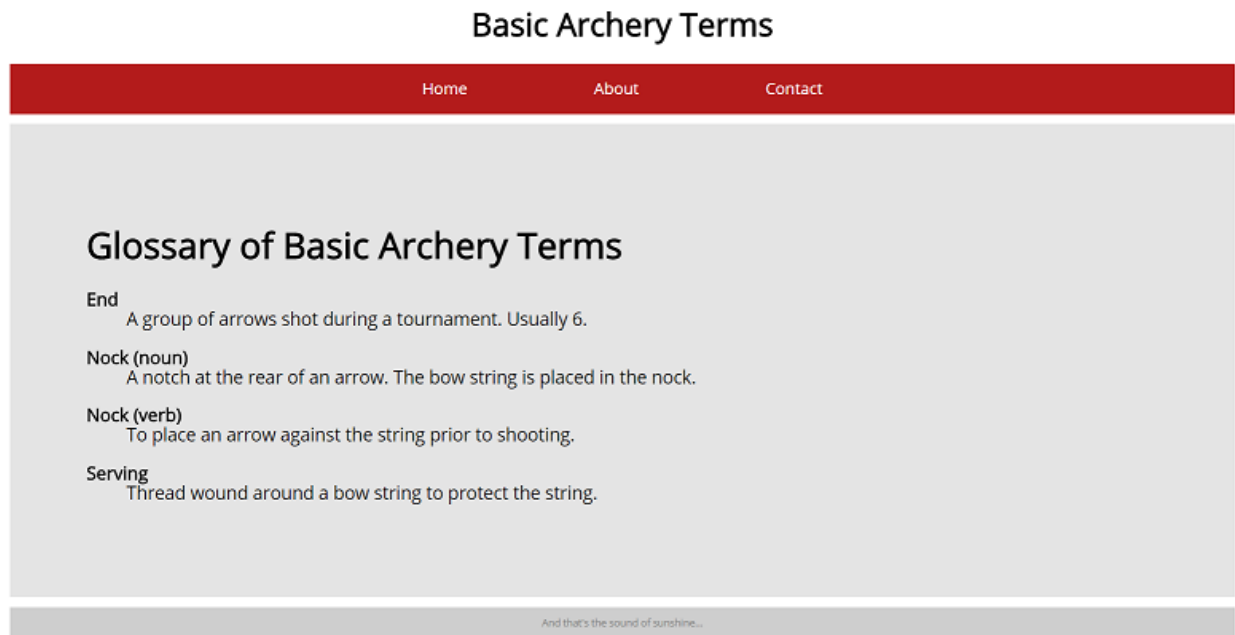 Basic Archery Terms
Home About Contact
Glossary of Basic Archery Terms
End
A group of arrows shot during a tournament. Usually 6.
Nock (noun)
A notch at the rear of an arrow. The bow string is placed in the nock.
Nock (verb)
To place an arrow against the string prior to shooting.
Serving
Thread wound around a bow string to protect the string.
And that's the sound of sunshine...